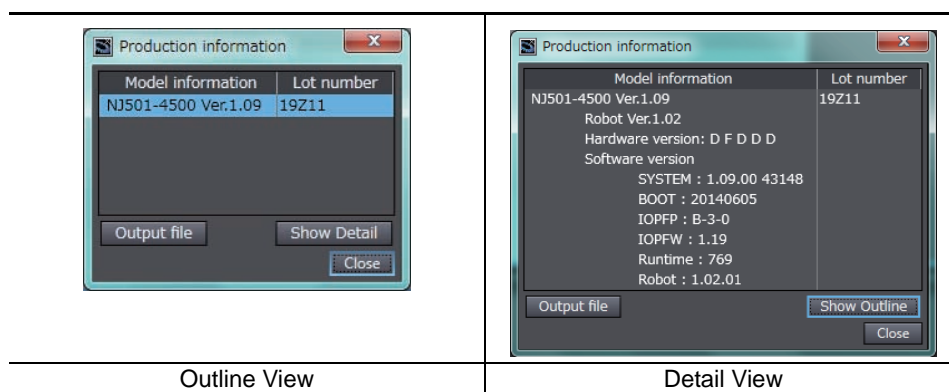 Production information
x
Model information Lot number
NJ501-4500 Ver.1.09 19Z11
Output file Show Detail
Close
Outline View
Production information
x
Model information Lot number
NJ501-4500 Ver.1.09 19Z11
Robot Ver.1.02
Hardware version: D F D D D
Software version
SYSTEM : 1.09.00 43148
BOOT : 20140605
IOPFP : B-3-0
IOPFW : 1.19
Runtime : 769
Robot : 1.02.01
Output file Show Outline
Close
Detail View